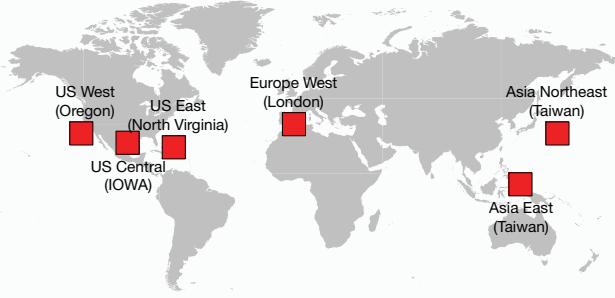 US West
(Oregon)
US East
(North Virginia)
US Central
(IOWA)
Europe West
(London)
Asia Northeast
(Taiwan)
Asia East
(Taiwan)